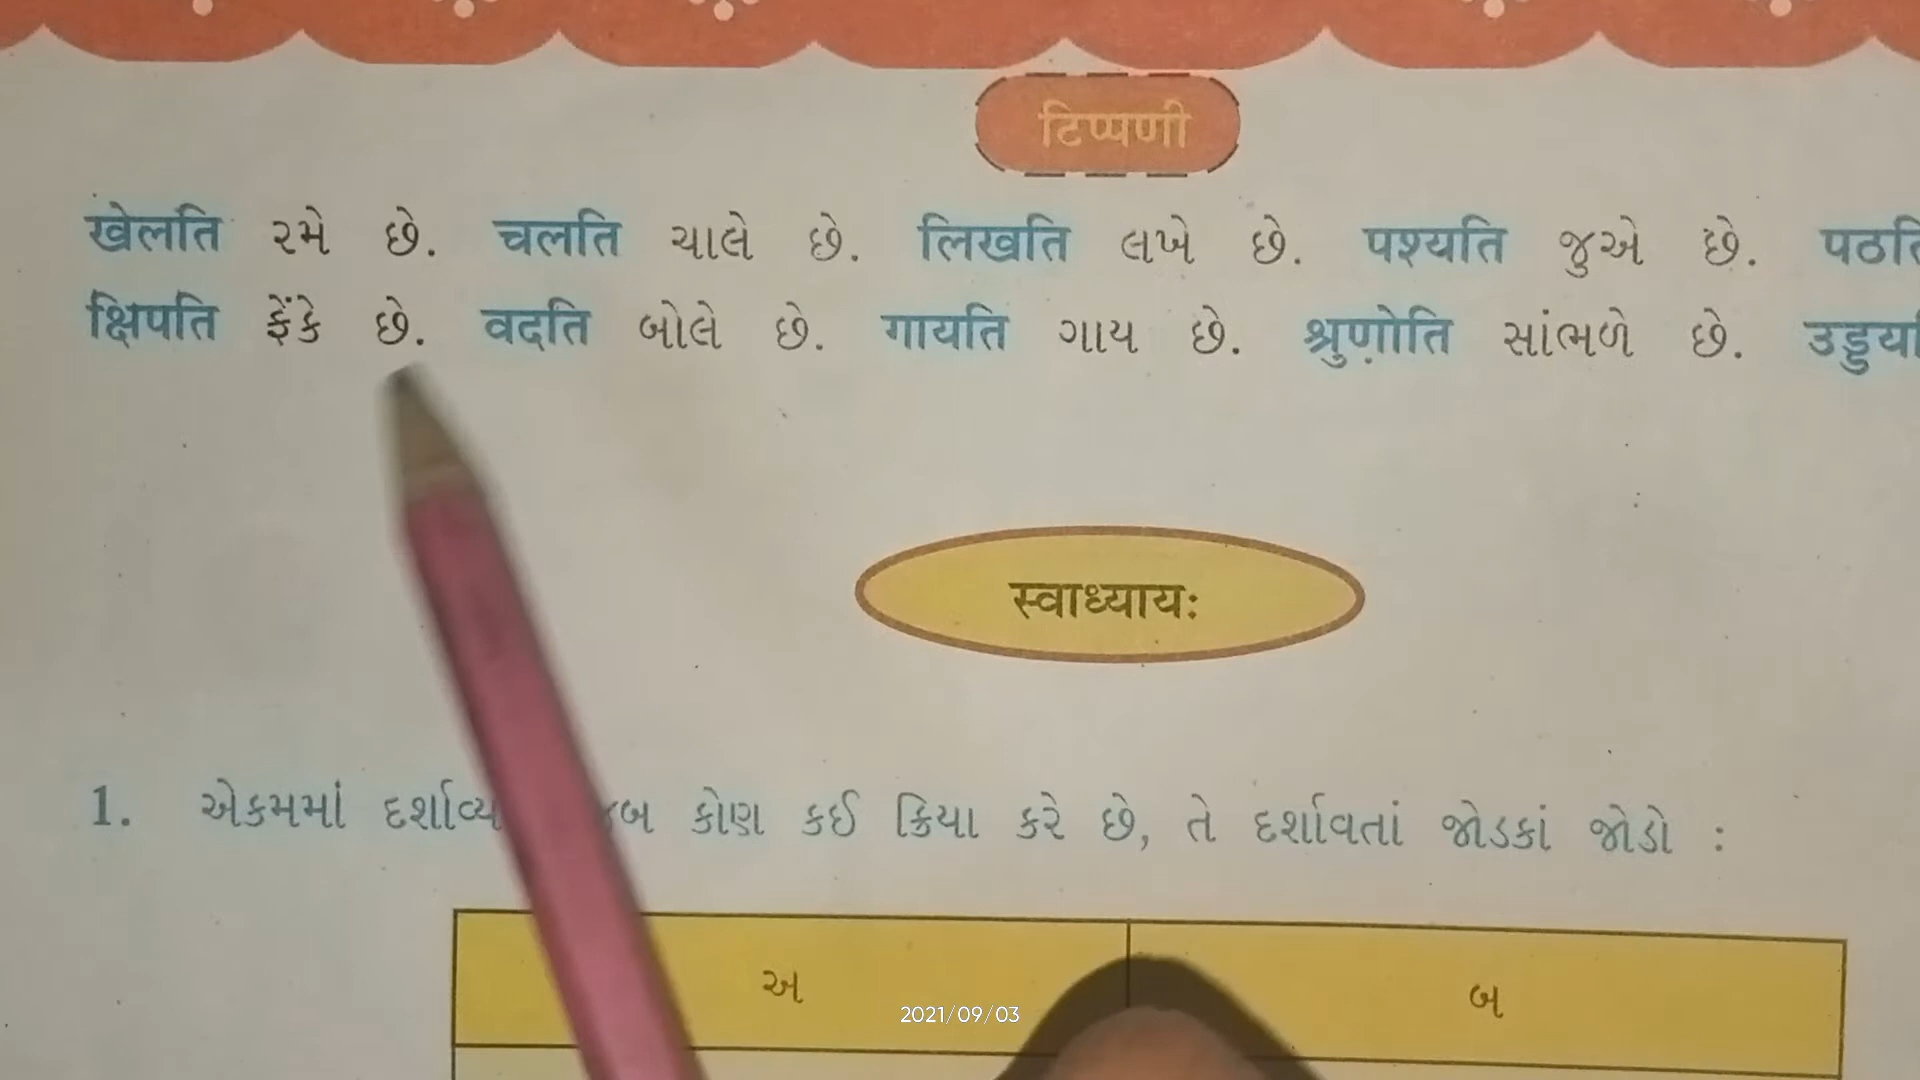 टिप्पणी
खेलति રમે છે. चलति ચાલે છે. लिखति લખે છે. पश्यति જુએ છે.
क्षिपति ફેંકે છે. वदति બોલે છે. गायति ગાય છે. श्रुणोति સાંભળે છે.
स्वाध्यायः
1. એકમમાં કોણ કઈ ક્રિયા કરે છે, તે દર્શાવતાં જોડકાં જોડો :
અ બ
2021/09/03